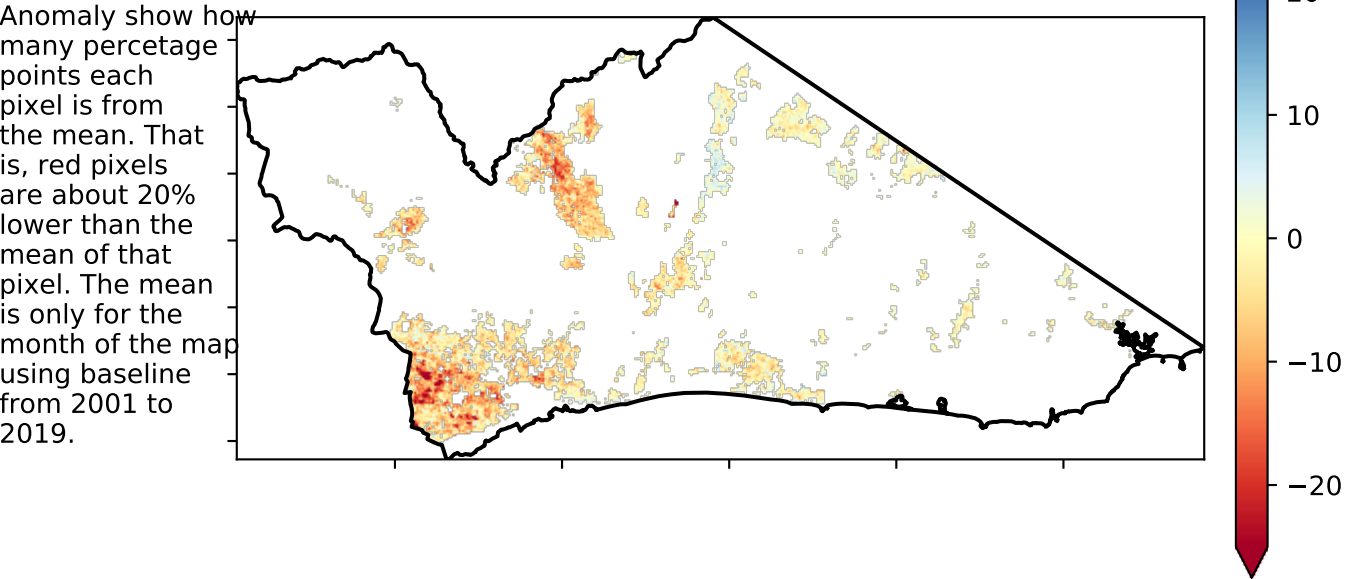 Anomaly show how
many percetage
points each
pixel is from
the mean. That
is, red pixels
are about 20%
lower than the
mean of that
pixel. The mean
is only for the
month of the map
using baseline
from 2001 to
2019.
10
0
−10
−20